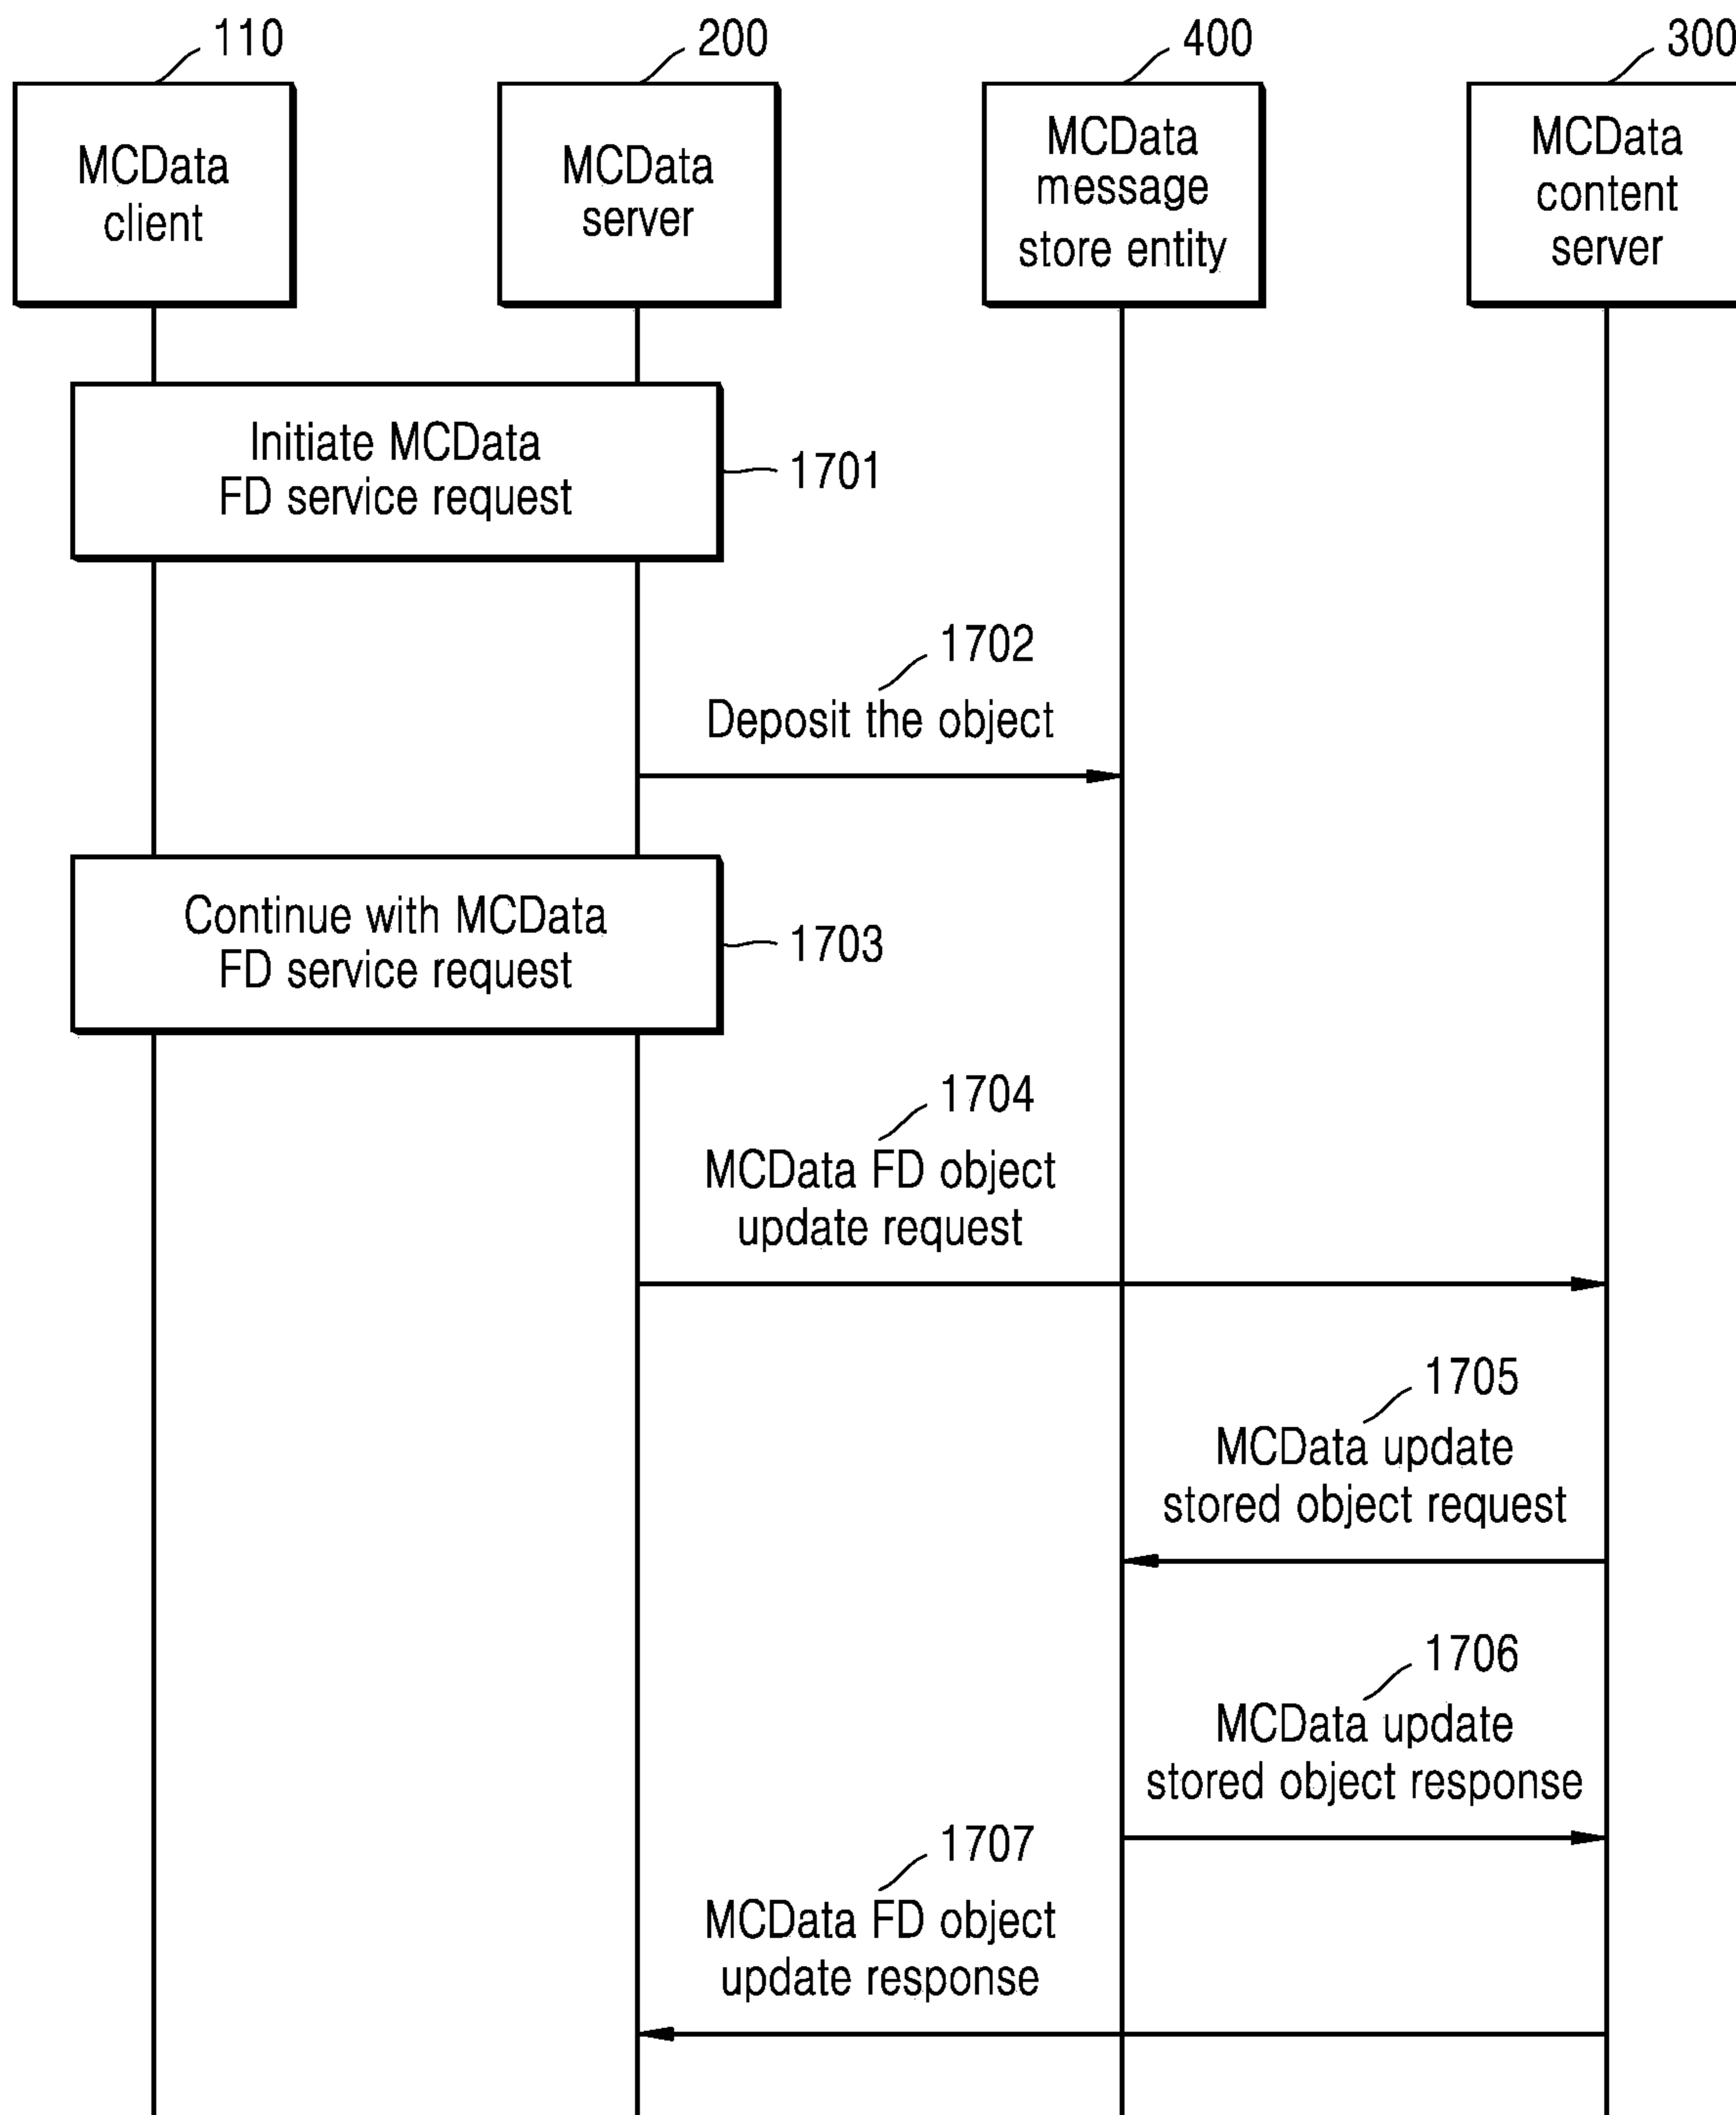 110
200
400
300
MCData
client
MCData
server
MCData
message
store entity
MCData
content
server
Initiate MCData
FD service request
1701
1702
Deposit the object
Continue with MCData
FD service request
1703
1704
MCData FD object
update request
1705
MCData update
stored object request
1706
MCData update
stored object response
1707
MCData FD object
update response